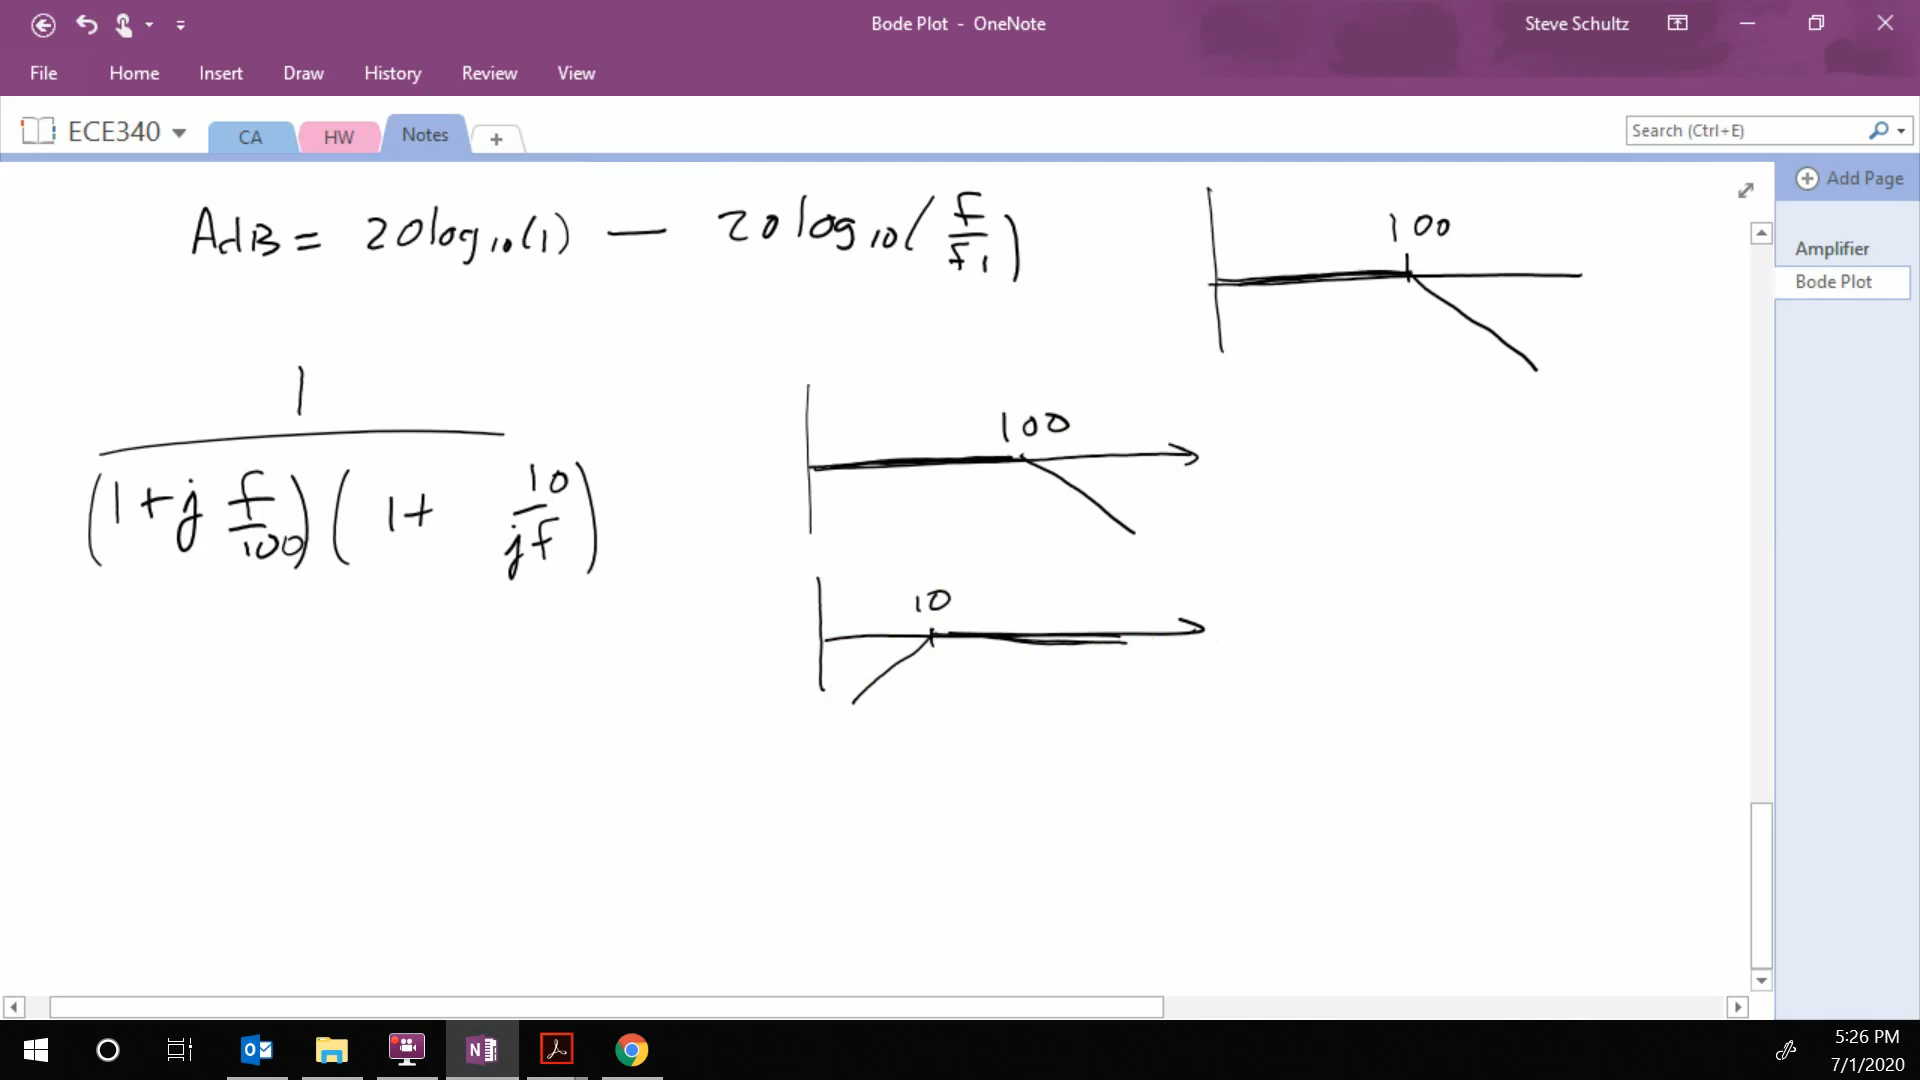 Bode Plot - OneNote
Steve Schultz
File Home Insert Draw History Review View
ECE340 CA HW Notes +
Search (Ctrl+E)
Add Page
Amplifier
Bode Plot
AdB = 20log10(1) — 20log10(f/f1)
100
1
(1+j f/100)(1+ 10/jf)
100
10
5:26 PM
7/1/2020